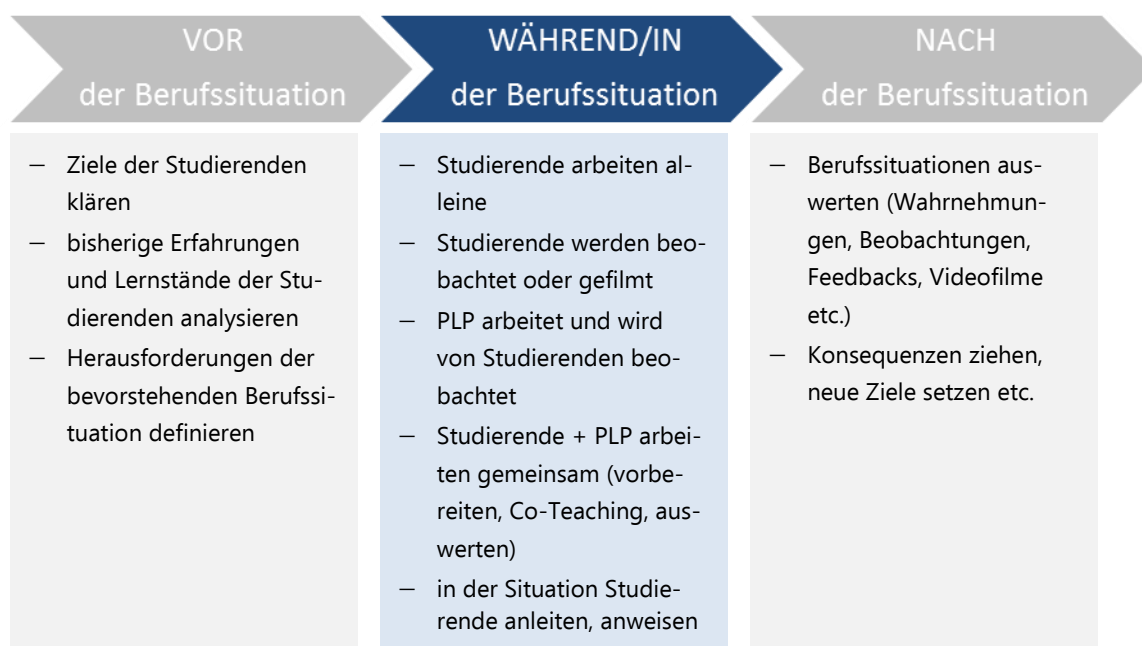 VOR
der Berufssituation
— Ziele der Studierenden
klären
— bisherige Erfahrungen
und Lernstände der Stu-
dierenden analysieren
— Herausforderungen der
bevorstehenden Berufssi-
tuation definieren
WÄHREND/IN
der Berufssituation
— Studierende arbeiten al-
leine
— Studierende werden beo-
bachtet oder gefilmt
— PLP arbeitet und wird
von Studierenden beo-
bachtet
— Studierende + PLP arbei-
ten gemeinsam (vorbe-
reiten, Co-Teaching, aus-
werten)
— in der Situation Studie-
rende anleiten, anweisen
NACH
der Berufssituation
— Berufssituationen aus-
werten (Wahrnehmun-
gen, Beobachtungen,
Feedbacks, Videofilme
etc.)
— Konsequenzen ziehen,
neue Ziele setzen etc.